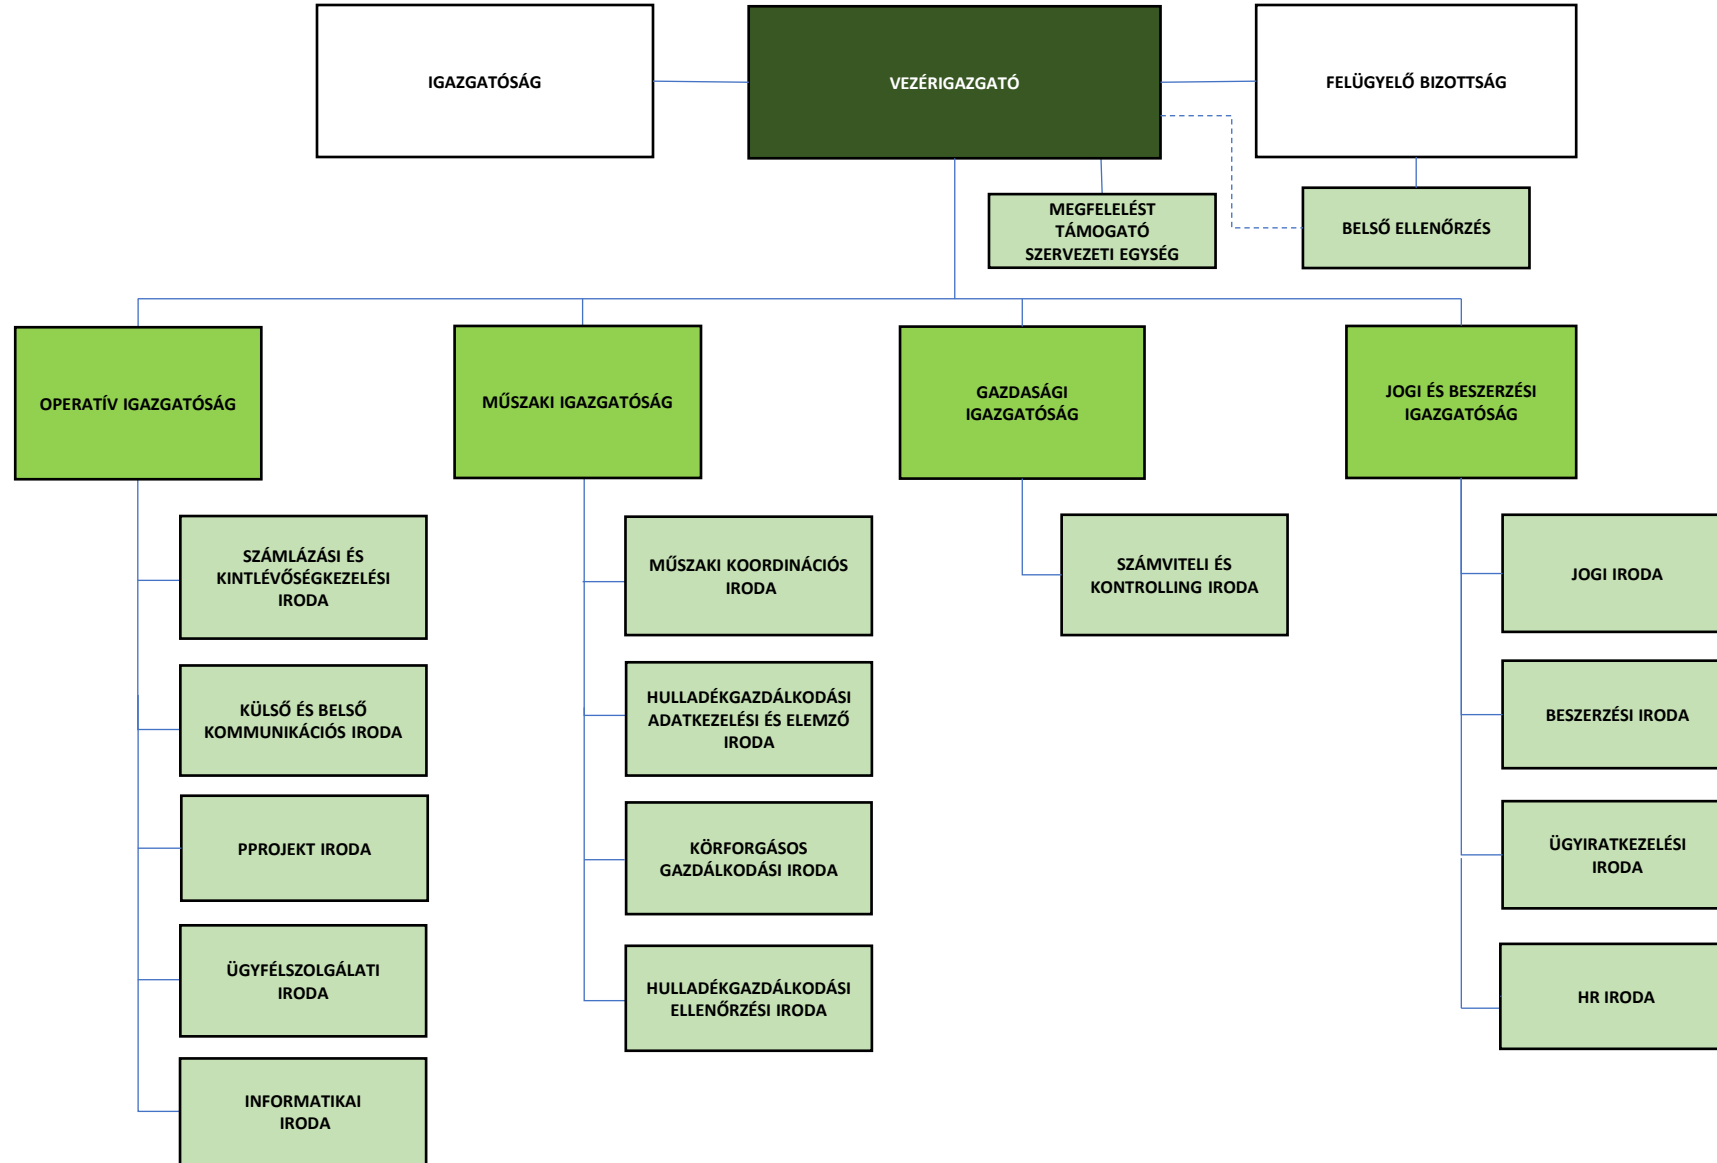 IGAZGATÓSÁG
VEZÉRIGAZGATÓ
FELÜGYELŐ BIZOTTSÁG
MEGFELELÉST
TÁMOGATÓ
SZERVEZETI EGYSÉG
BELSŐ ELLENŐRZÉS
OPERATÍV IGAZGATÓSÁG
MŰSZAKI IGAZGATÓSÁG
GAZDASÁGI
IGAZGATÓSÁG
JOGI ÉS BESZERZÉSI
IGAZGATÓSÁG
SZÁMLÁZÁSI ÉS
KINTLÉVŐSÉGKEZELÉSI
IRODA
KÜLSŐ ÉS BELSŐ
KOMMUNIKÁCIÓS IRODA
PPROJEKT IRODA
ÜGYFÉLSZOLGÁLATI
IRODA
INFORMATIKAI
IRODA
MŰSZAKI KOORDINÁCIÓS
IRODA
HULLADÉKGAZDÁLKODÁSI
ADATKEZELÉSI ÉS ELEMZŐ
IRODA
KÖRFORGÁSOS
GAZDÁLKODÁSI IRODA
HULLADÉKGAZDÁLKODÁSI
ELLENŐRZÉSI IRODA
SZÁMVITELI ÉS
KONTROLLING IRODA
JOGI IRODA
BESZERZÉSI IRODA
ÜGYIRATKEZELÉSI
IRODA
HR IRODA